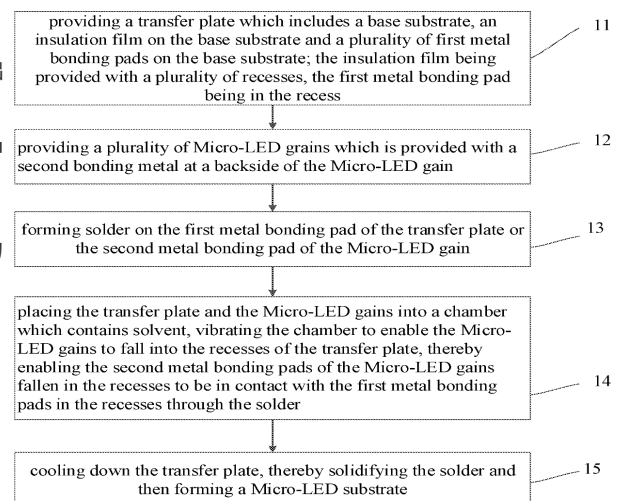 providing a transfer plate which includes a base substrate, an
insulation film on the base substrate and a plurality of first metal
bonding pads on the base substrate; the insulation film being
provided with a plurality of recesses, the first metal bonding pad
being in the recess
11
providing a plurality of Micro-LED grains which is provided with a
second bonding metal at a backside of the Micro-LED gain
12
forming solder on the first metal bonding pad of the transfer plate or
the second metal bonding pad of the Micro-LED gain
13
placing the transfer plate and the Micro-LED gains into a chamber
which contains solvent, vibrating the chamber to enable the Micro-
LED gains to fall into the recesses of the transfer plate, thereby
enabling the second metal bonding pads of the Micro-LED gains
fallen in the recesses to be in contact with the first metal bonding
pads in the recesses through the solder
14
cooling down the transfer plate, thereby solidifying the solder and
then forming a Micro-LED substrate
15